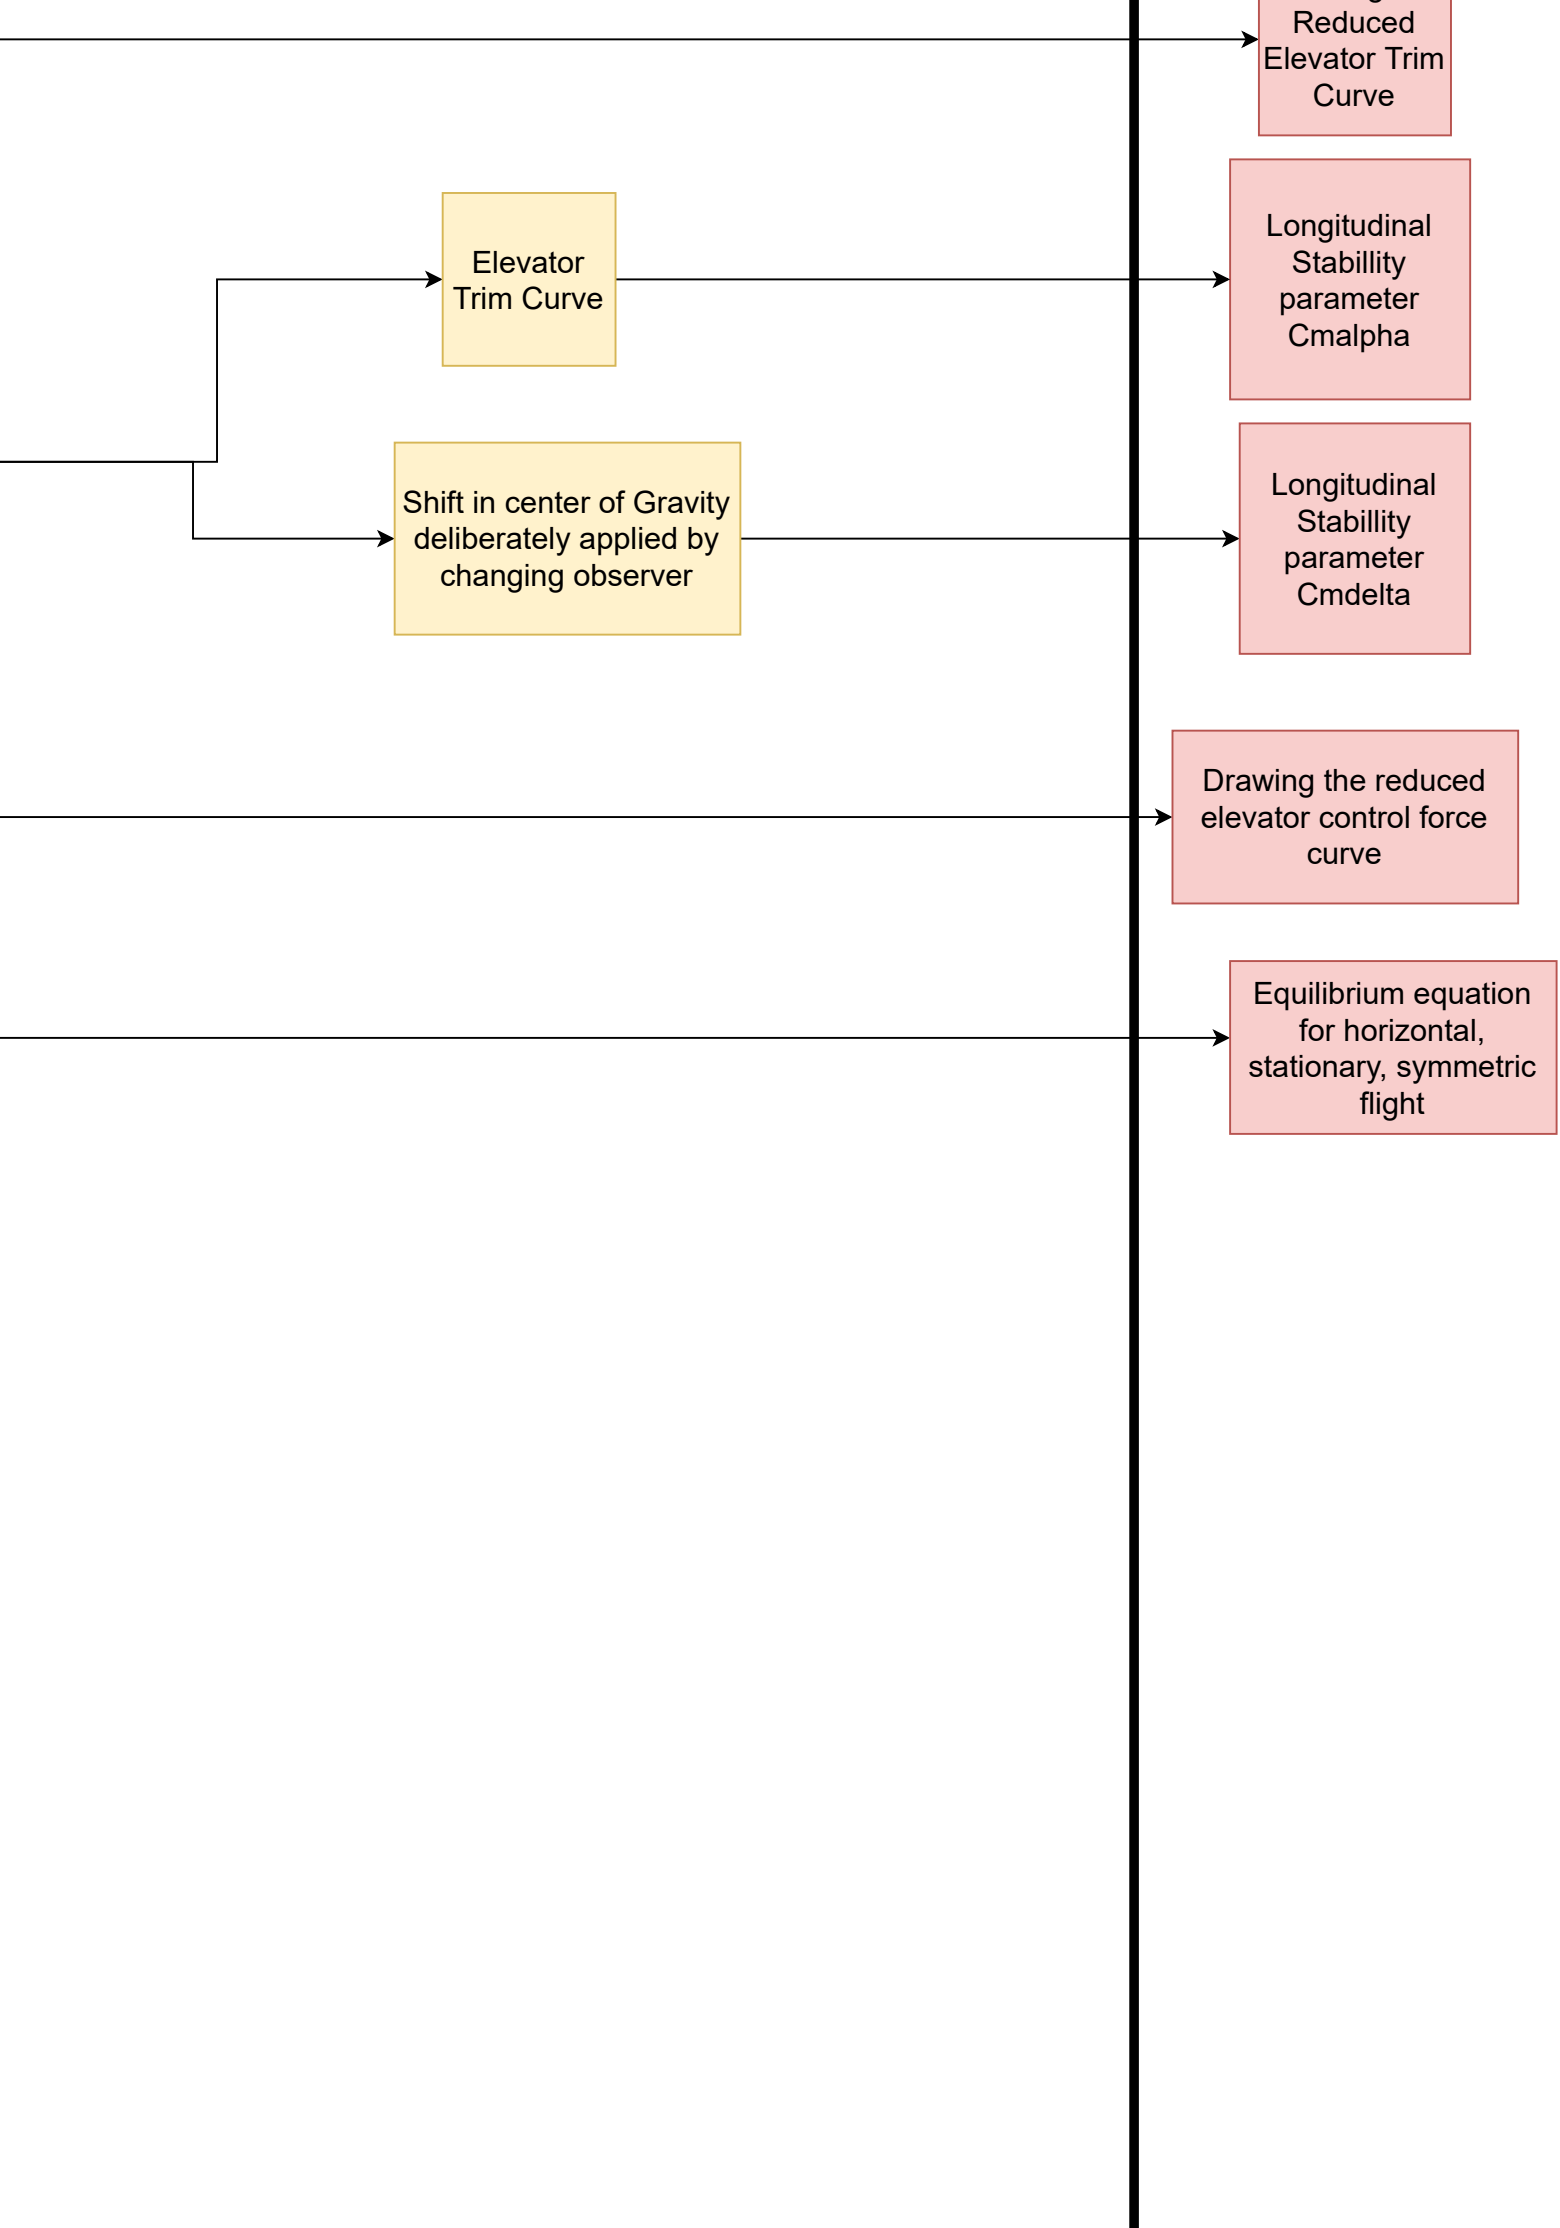 Reduced
Elevator Trim
Curve
Elevator
Trim Curve
Longitudinal
Stabillity
parameter
Cmalpha
Shift in center of Gravity
deliberately applied by
changing observer
Longitudinal
Stabillity
parameter
Cmdelta
Drawing the reduced
elevator control force
curve
Equilibrium equation
for horizontal,
stationary, symmetric
flight